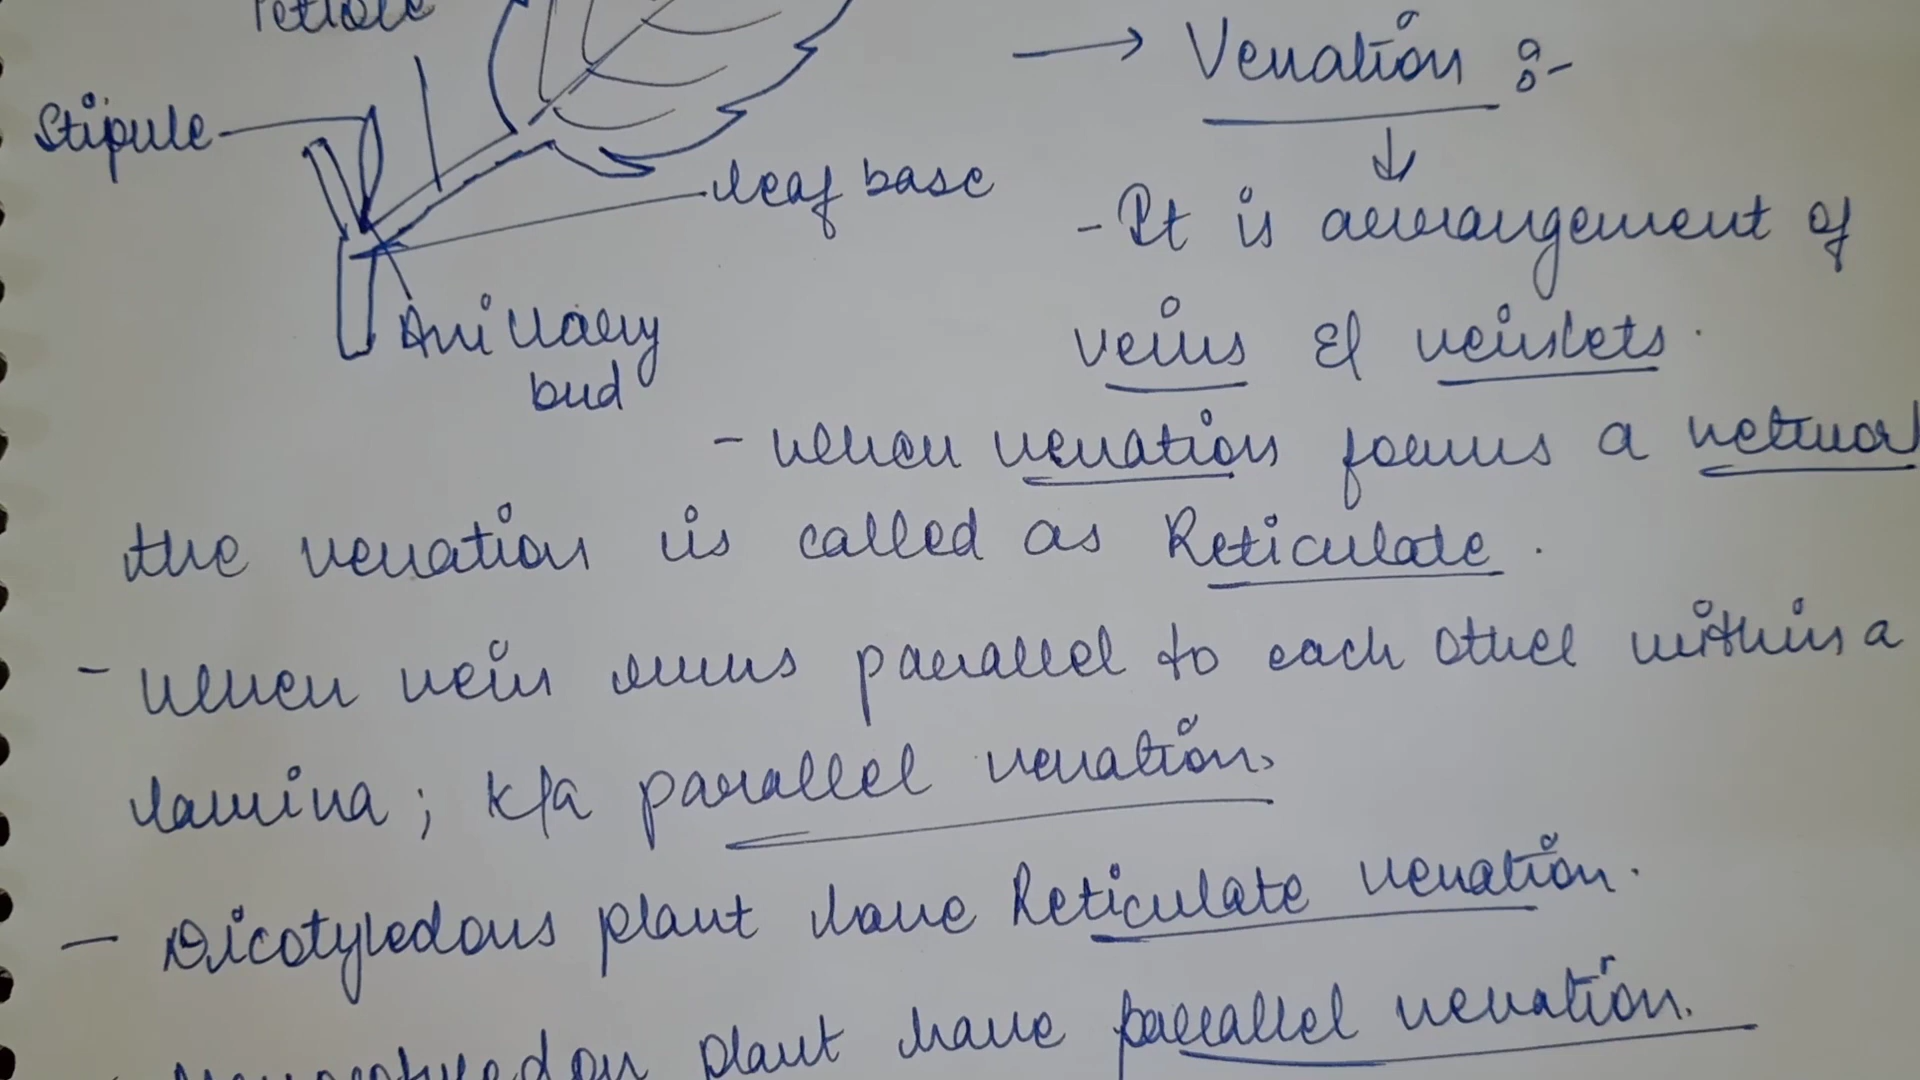 Petiole
Stipule
leaf base
Axillary
bud
→ Venation :-
↓
- It is arrangement of
veins & veinslets.
- when venation forms a networ
the venation is called as Reticulate.
- when vein runs parallel to each other within a
lamina; k/a parallel venation.
- Dicotyledons plant have Reticulate venation.
plant have parallel venation.